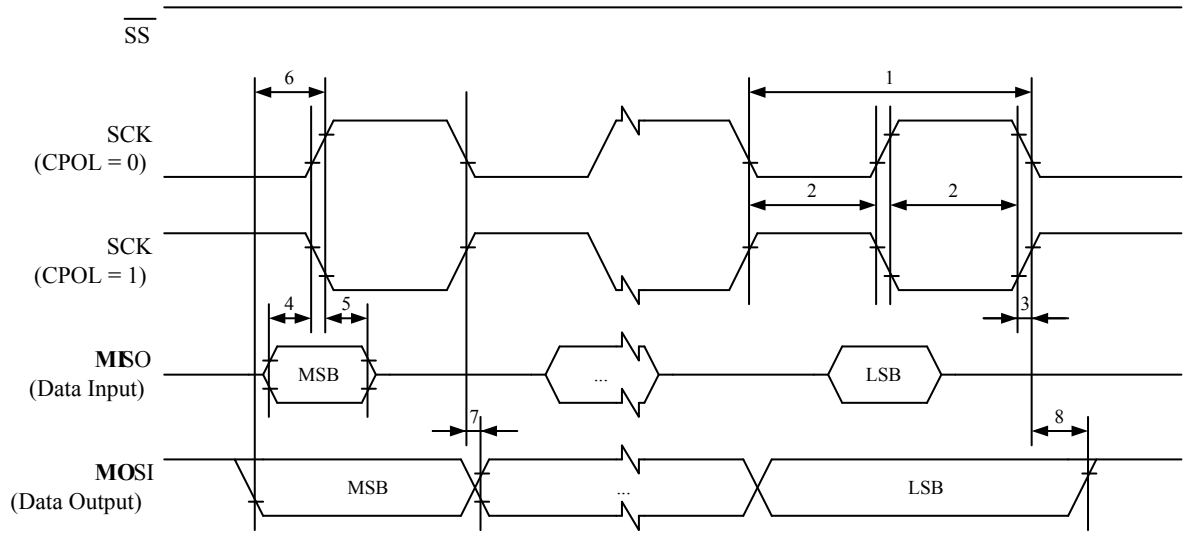 SS
6
1
SCK
(CPOL = 0)
2
2
SCK
(CPOL = 1)
4
5
3
MISO
(Data Input)
MSB
...
LSB
7
8
MOSI
(Data Output)
MSB
...
LSB